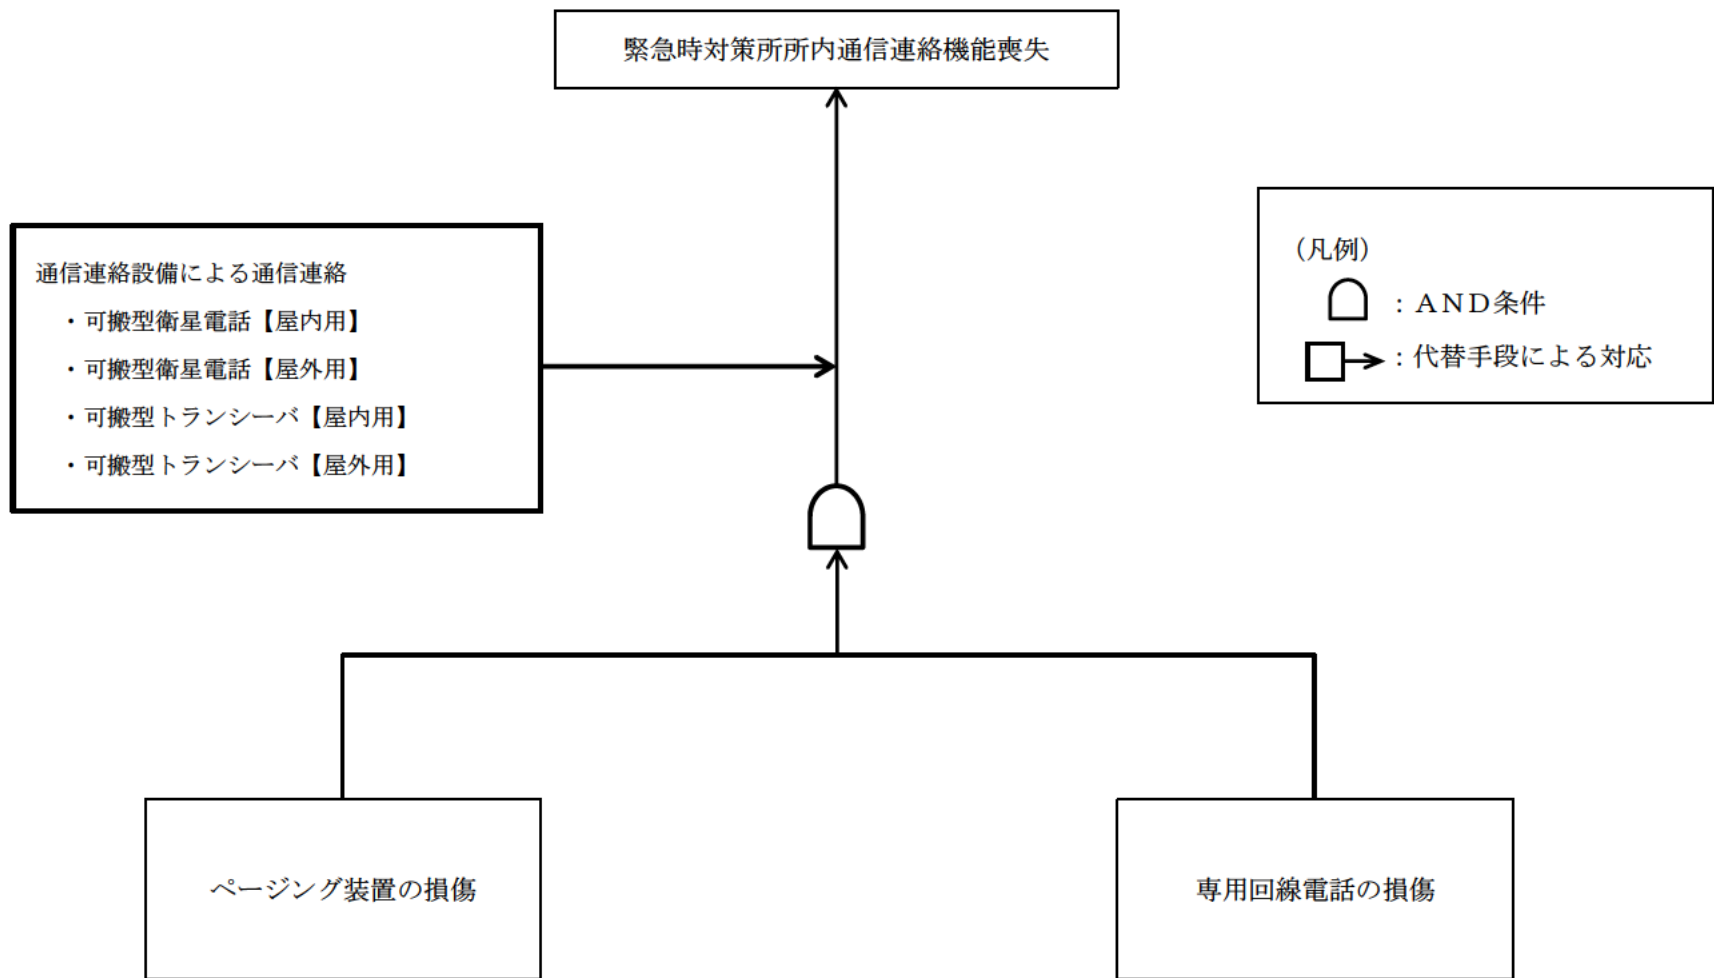 緊急時対策所所内通信連絡機能喪失
通信連絡設備による通信連絡
・可搬型衛星電話【屋内用】
・可搬型衛星電話【屋外用】
・可搬型トランシーバ【屋内用】
・可搬型トランシーバ【屋外用】
（凡例）
：ＡＮＤ条件
：代替手段による対応
ページング装置の損傷
専用回線電話の損傷